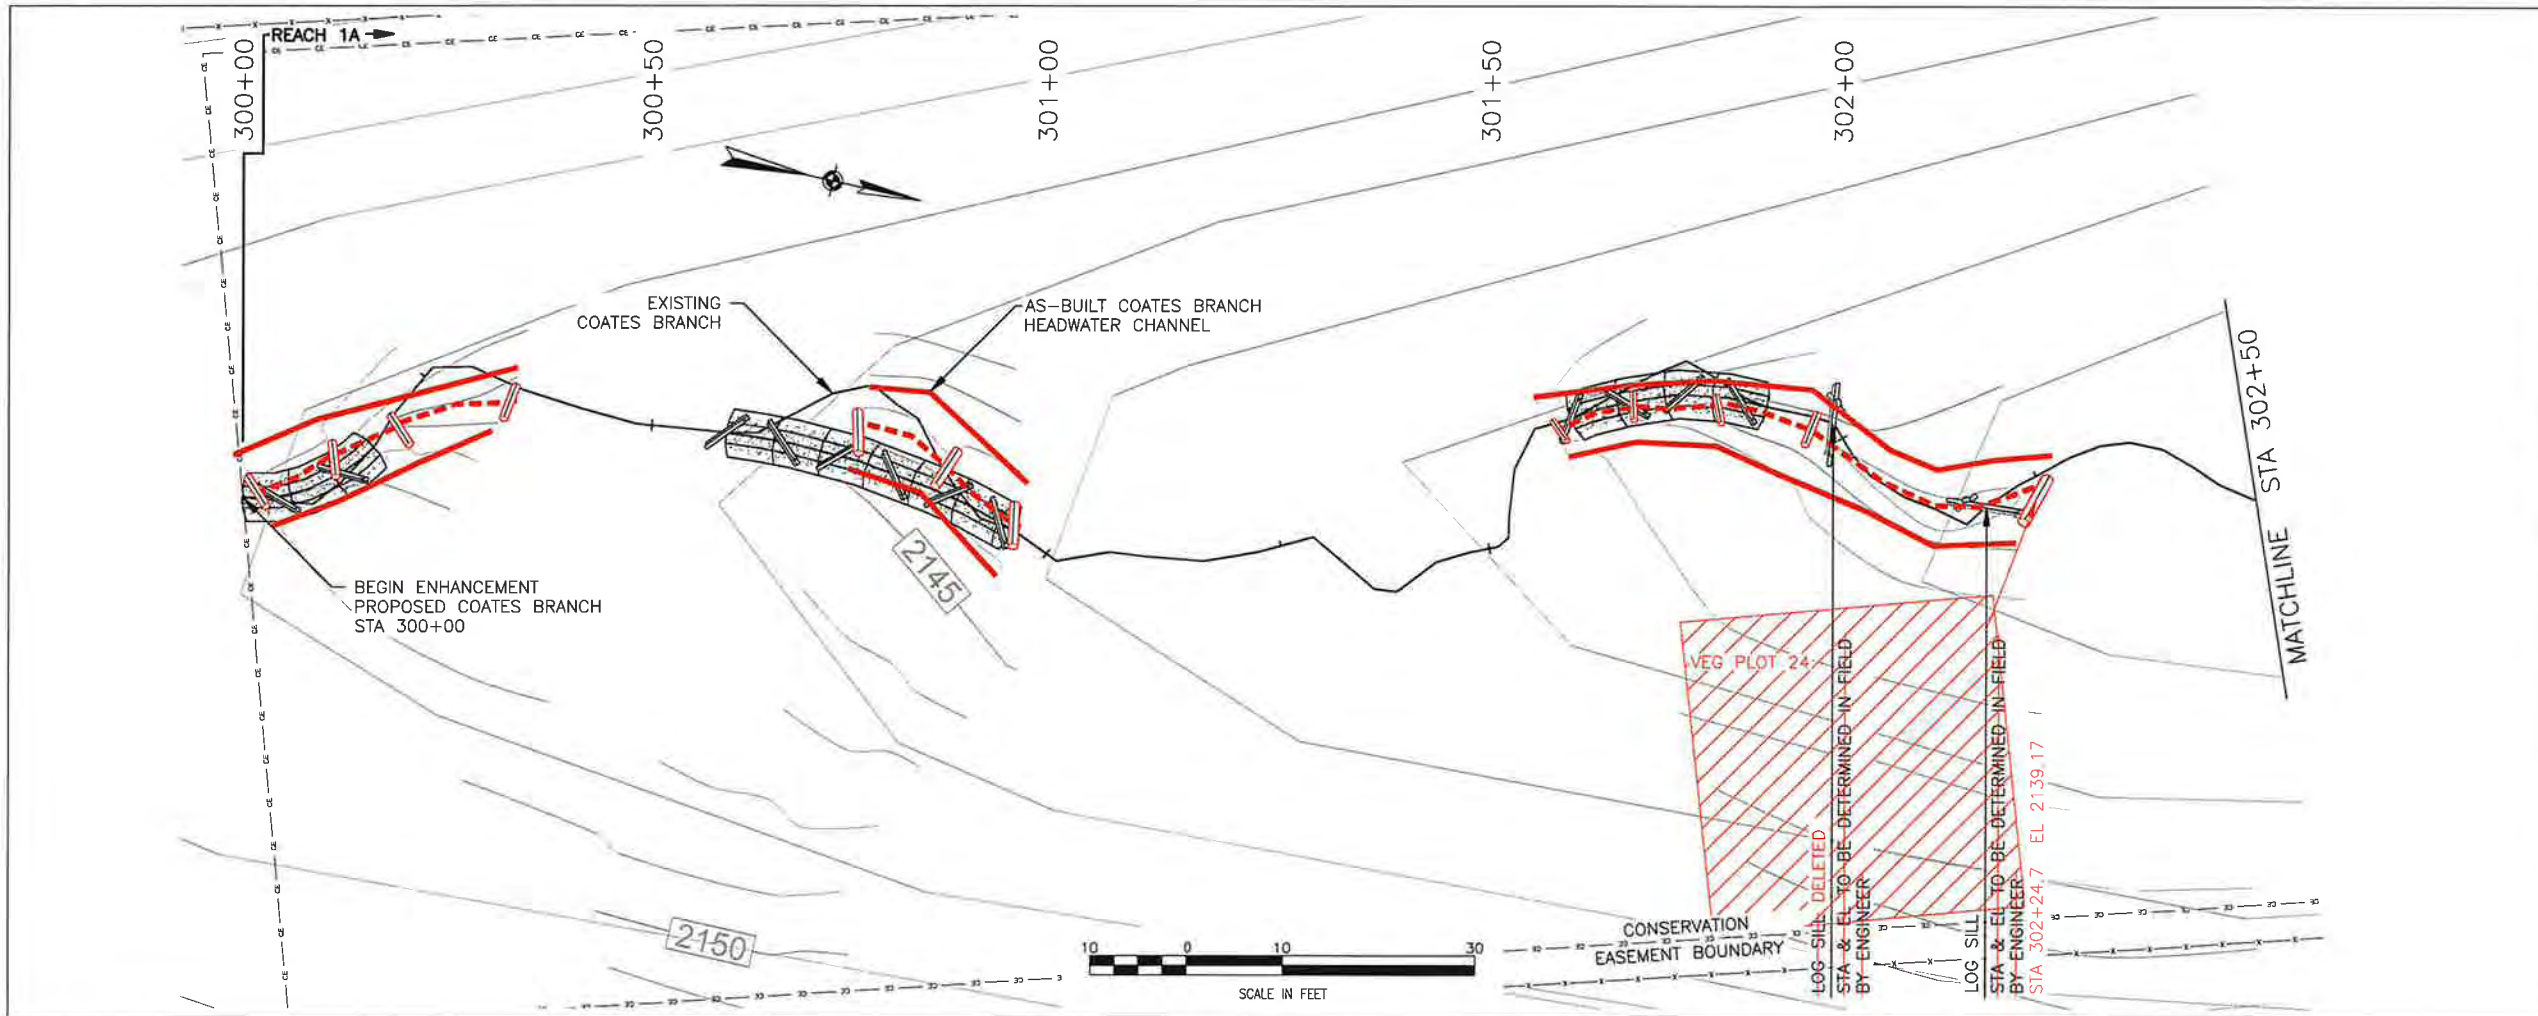 REACH 1A
300+00
300+50
301+00
301+50
302+00
EXISTING
COATES BRANCH
AS-BUILT COATES BRANCH
HEADWATER CHANNEL
BEGIN ENHANCEMENT
PROPOSED COATES BRANCH
STA 300+00
2145
2150
VEG PLOT 24
MATCHLINE STA 302+50
LOG SILL DELETED
STA & EL TO BE DETERMINED IN FIELD
BY ENGINEER
LOG SILL
STA & EL TO BE DETERMINED IN FIELD
BY ENGINEER
STA 302+24.7 EL 2139.17
CONSERVATION
EASEMENT BOUNDARY
10 0 10 30
SCALE IN FEET